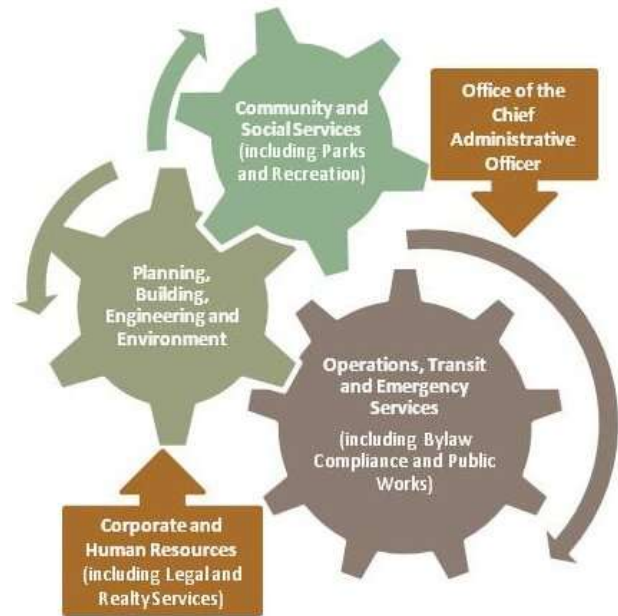 Community and
Social Services
(including Parks
and Recreation)
Office of the
Chief
Administrative
Officer
Planning,
Building,
Engineering and
Environment
Operations, Transit
and Emergency
Services
(including Bylaw
Compliance and Public
Works)
Corporate and
Human Resources
(including Legal and
Realty Services)